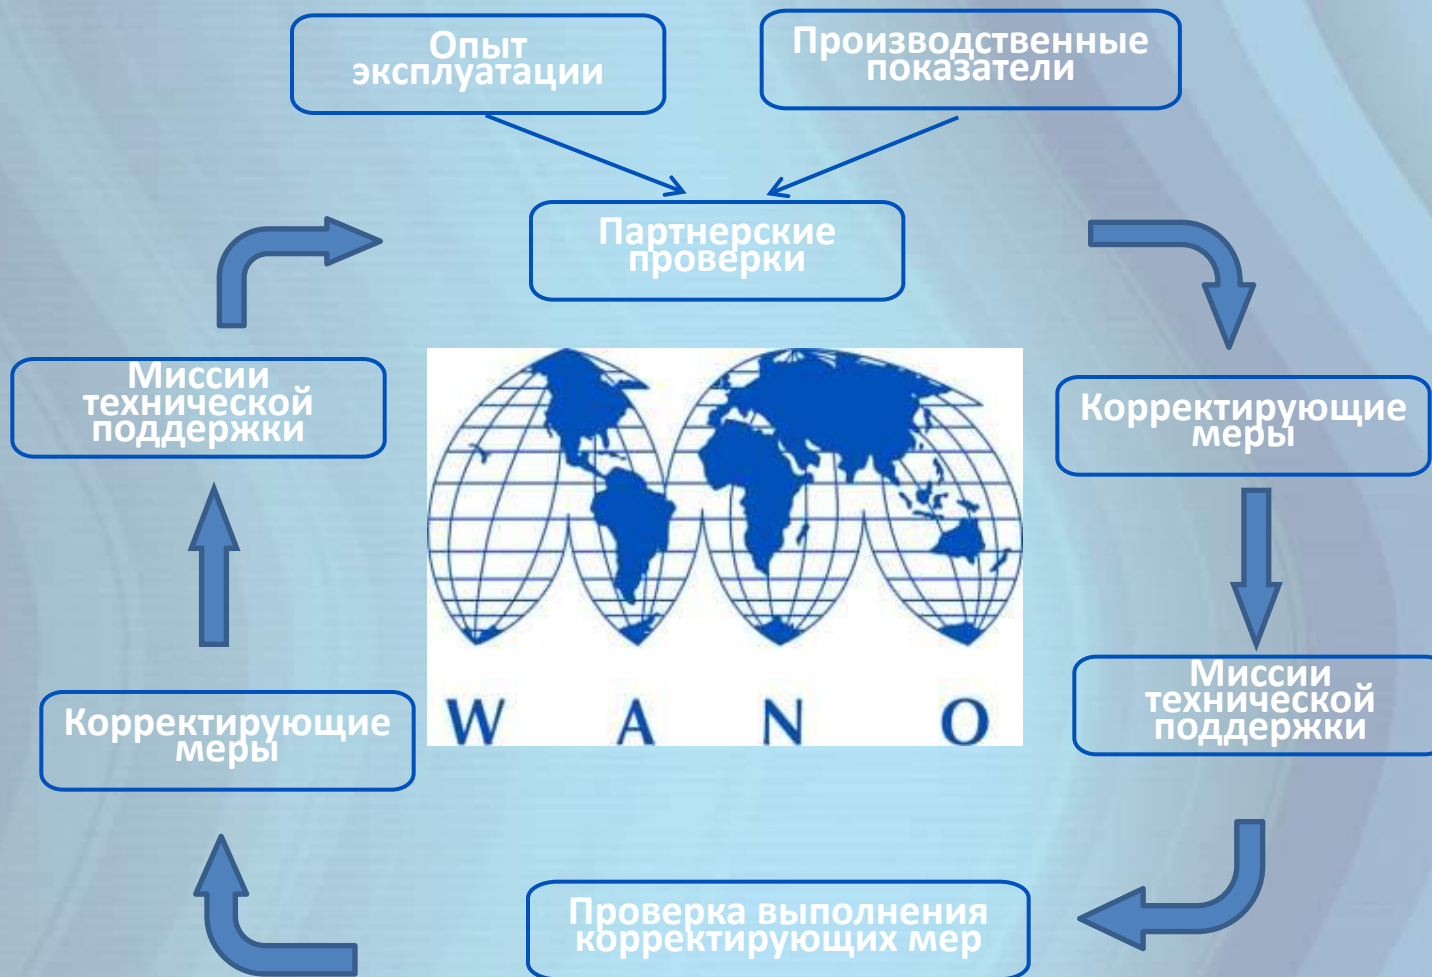 Опыт
эксплуатации
Производственные
показатели
Партнерские
проверки
Миссии
технической
поддержки
Корректирующие
меры
Корректирующие
меры
Миссии
технической
поддержки
W A N O
Проверка выполнения
корректирующих мер